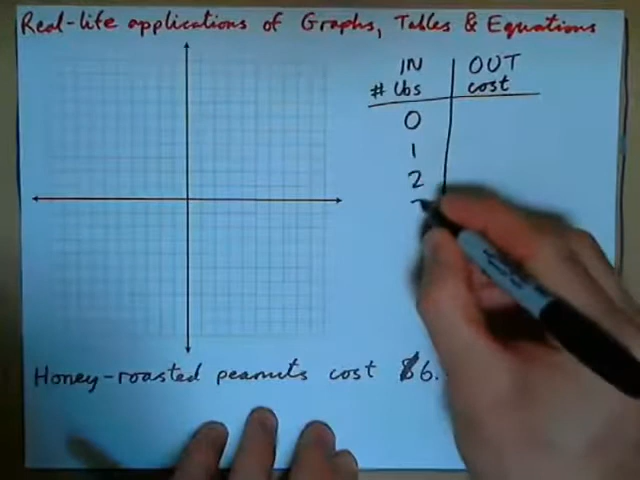 Real-life applications of Graphs, Tables & Equations
IN OUT
# lbs cost
0
1
2
Honey-roasted peanuts cost $6.